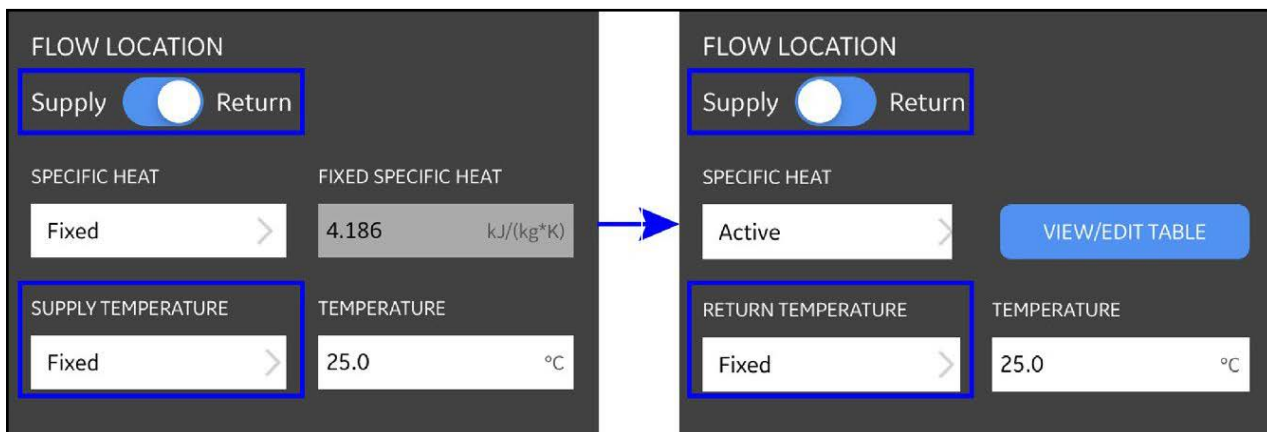 FLOW LOCATION
Supply Return
SPECIFIC HEAT FIXED SPECIFIC HEAT
Fixed 4.186 kJ/(kg*K)
SUPPLY TEMPERATURE TEMPERATURE
Fixed 25.0 °C
FLOW LOCATION
Supply Return
SPECIFIC HEAT
Active VIEW/EDIT TABLE
RETURN TEMPERATURE TEMPERATURE
Fixed 25.0 °C